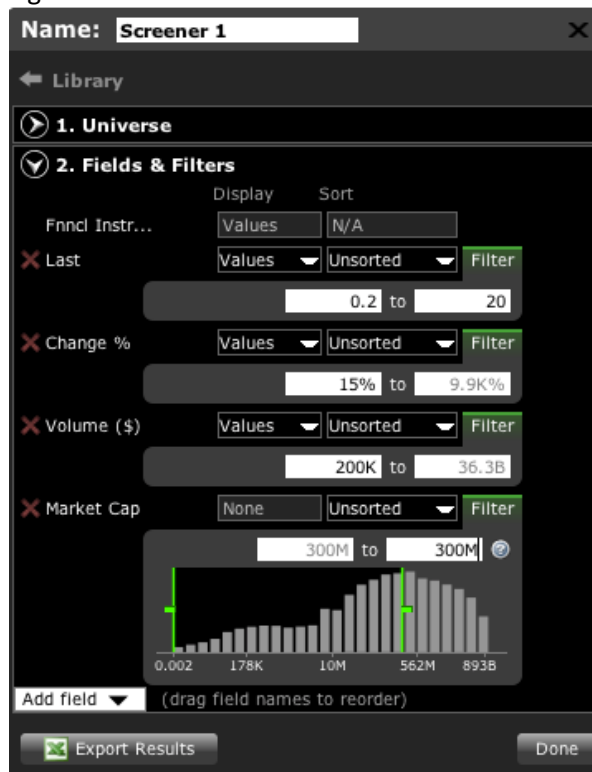 Name: Screener 1
Library
1. Universe
2. Fields & Filters
Display Sort
Fnncl Instr... Values N/A
Last Values Unsorted Filter
0.2 to 20
Change % Values Unsorted Filter
15% to 9.9K%
Volume ($) Values Unsorted Filter
200K to 36.3B
Market Cap None Unsorted Filter
300M to 300M ?
0.002 178K 10M 562M 893B
Add field (drag field names to reorder)
Export Results Done